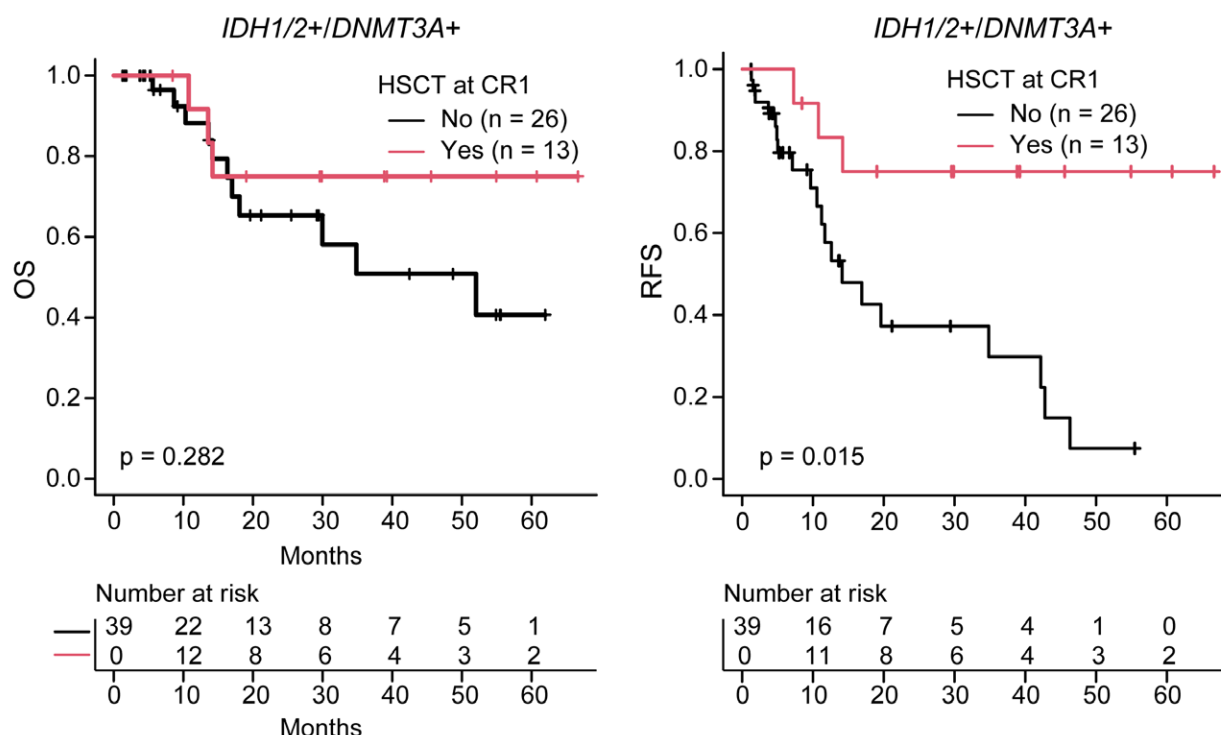 IDH1/2+/DNMT3A+
OS
1.0
0.8
0.6
0.4
0.2
0.0
HSCT at CR1
No (n = 26)
Yes (n = 13)
p = 0.282
0 10 20 30 40 50 60
Months
Number at risk
39 22 13 8 7 5 1
0 12 8 6 4 3 2
0 10 20 30 40 50 60
Months
IDH1/2+/DNMT3A+
RFS
1.0
0.8
0.6
0.4
0.2
0.0
HSCT at CR1
No (n = 26)
Yes (n = 13)
p = 0.015
0 10 20 30 40 50 60
Number at risk
39 16 7 5 4 1 0
0 11 8 6 4 3 2
0 10 20 30 40 50 60